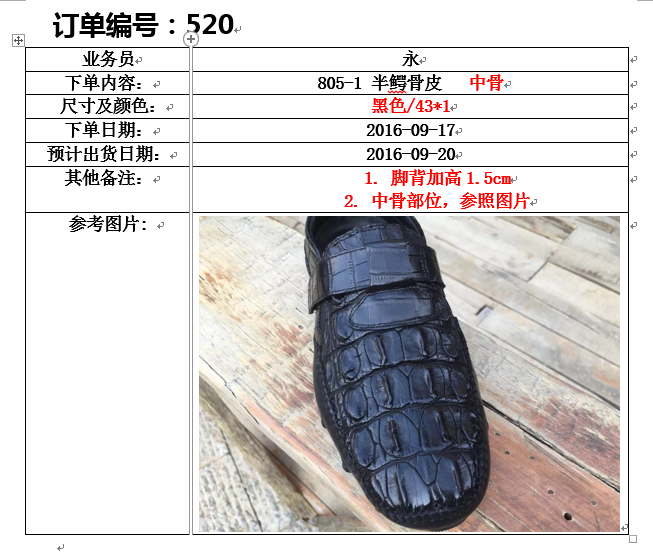 订单编号：520
业务员 永
下单内容： 805-1 半鳄骨皮 中骨
尺寸及颜色： 黑色/43*1
下单日期： 2016-09-17
预计出货日期： 2016-09-20
其他备注： 1. 脚背加高1.5cm
2. 中骨部位，参照图片
参考图片: